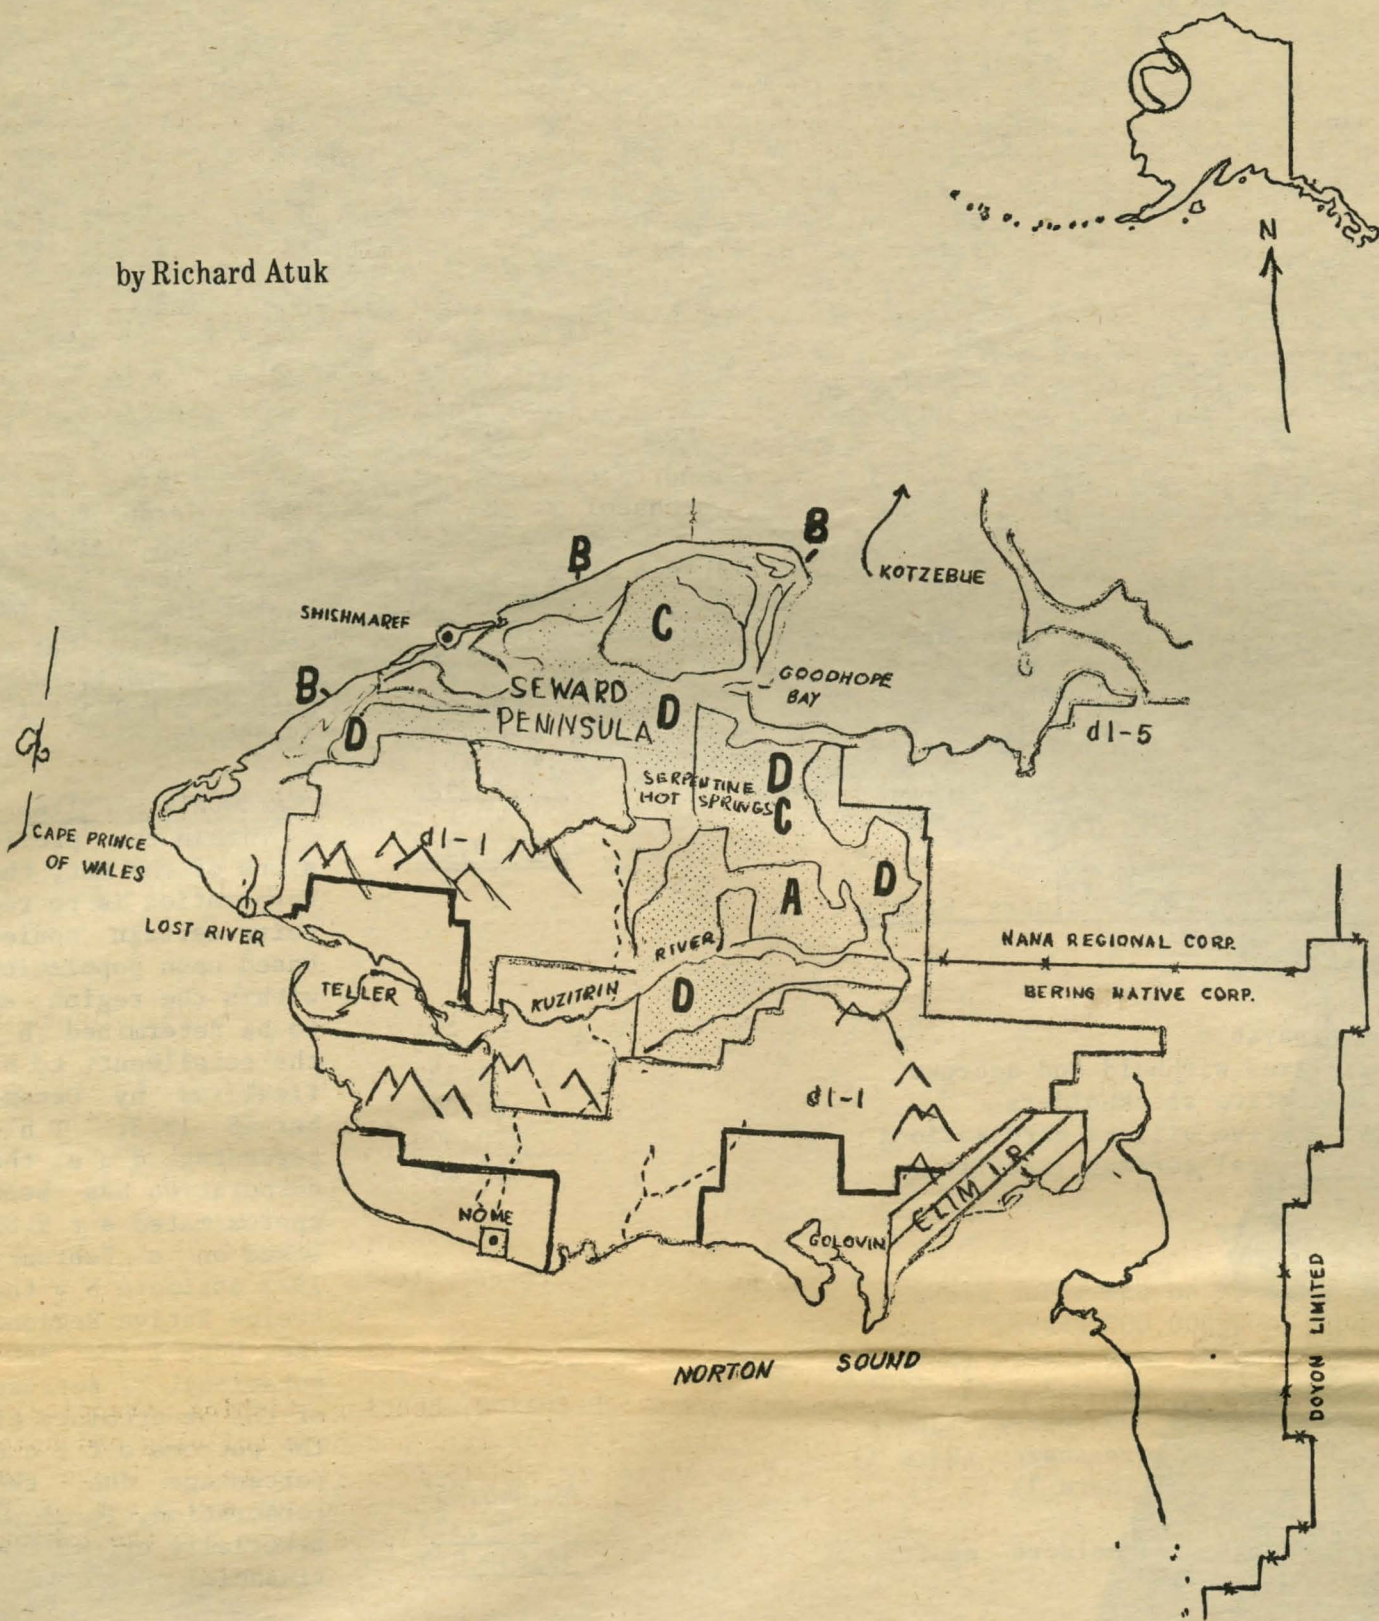 by Richard Atuk
N
B
B
KOTZEBUE
C
SHISHMAREF
B
SEWARD
PENINSULA
D
GOODHOPE
BAY
D
d1-5
SERPENTINE
HOT SPRINGS
D
C
CAPE PRINCE
OF WALES
d1-1
A
D
LOST RIVER
RIVER
NANA REGIONAL CORP.
BERING NATIVE CORP.
TELLER
KUZITRIN
D
d1-1
ELIM I.R.
NOME
GOLOVIN
NORTON SOUND
DOYON LIMITED